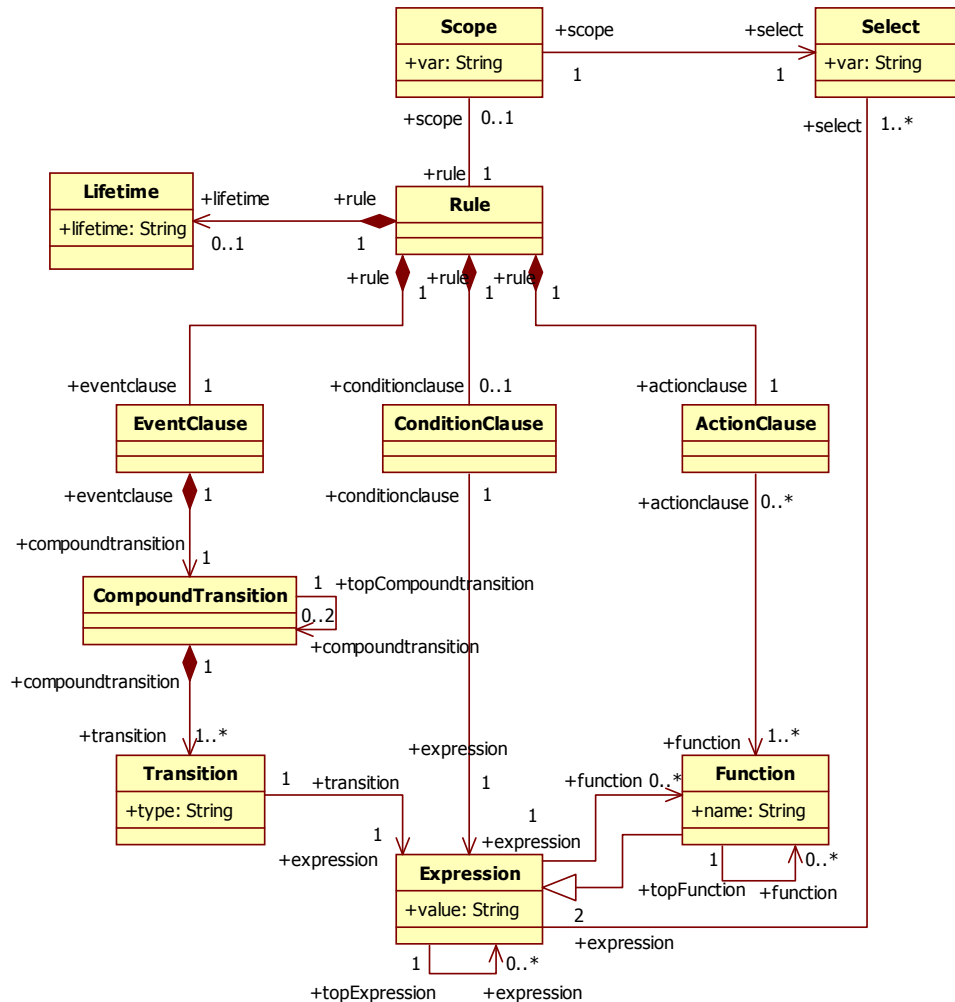 Scope
+var: String
+scope
1
+select
1
Select
+var: String
+scope
0..1
+select
1..*
+rule
1
Lifetime
+lifetime: String
+lifetime
0..1
+rule
1
Rule
+rule
1
+rule
1
+rule
1
+eventclause
1
+conditionclause
0..1
+actionclause
1
EventClause
ConditionClause
ActionClause
+eventclause
1
+conditionclause
1
+actionclause
0..*
+compoundtransition
1
CompoundTransition
1
+topCompoundtransition
0..2
+compoundtransition
+compoundtransition
1
+transition
1..*
+expression
1
+function
1..*
Transition
+type: String
1
+transition
1
+expression
+function
0..*
1
+expression
Function
+name: String
1
0..*
+topFunction
+function
Expression
+value: String
2
+expression
1
0..*
+topExpression
+expression